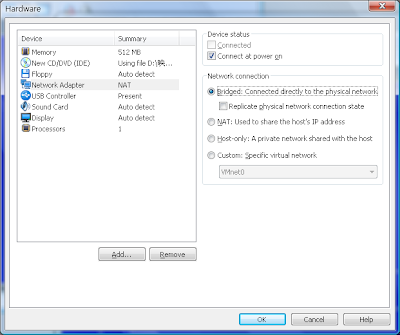 Hardware
Device
Summary
Memory
512 MB
New CD/DVD (IDE)
Using file D:\映...
Floppy
Auto detect
Network Adapter
NAT
USB Controller
Present
Sound Card
Auto detect
Display
Auto detect
Processors
1
Add...
Remove
Device status
Connected
Connect at power on
Network connection
Bridged: Connected directly to the physical network
Replicate physical network connection state
NAT: Used to share the host's IP address
Host-only: A private network shared with the host
Custom: Specific virtual network
VMnet0
OK
Cancel
Help